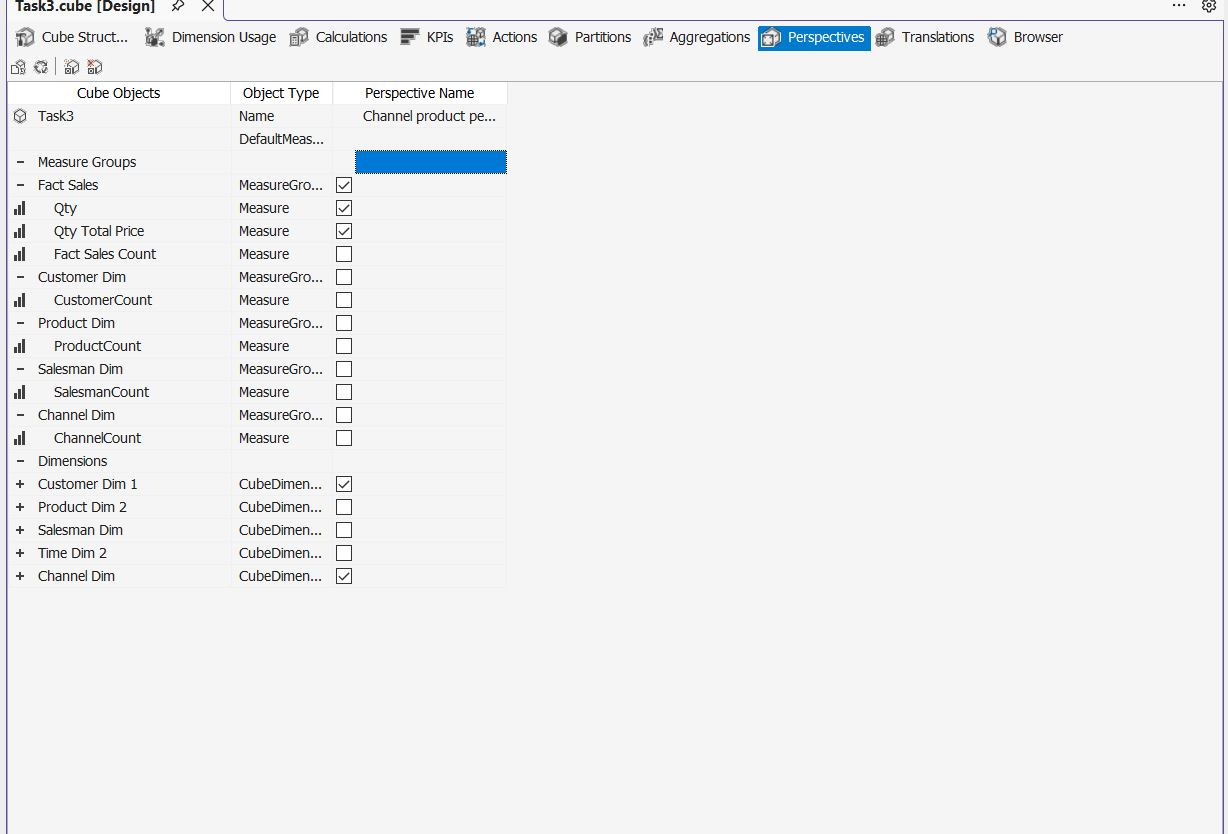 Task3.cube [Design]
Cube Struct... Dimension Usage Calculations KPIs Actions Partitions Aggregations Perspectives Translations Browser
Cube Objects Object Type Perspective Name
Task3 Name Channel product pe...
DefaultMeas...
Measure Groups
Fact Sales MeasureGro...
Qty Measure
Qty Total Price Measure
Fact Sales Count Measure
Customer Dim MeasureGro...
CustomerCount Measure
Product Dim MeasureGro...
ProductCount Measure
Salesman Dim MeasureGro...
SalesmanCount Measure
Channel Dim MeasureGro...
ChannelCount Measure
Dimensions
Customer Dim 1 CubeDimen...
Product Dim 2 CubeDimen...
Salesman Dim CubeDimen...
Time Dim 2 CubeDimen...
Channel Dim CubeDimen...